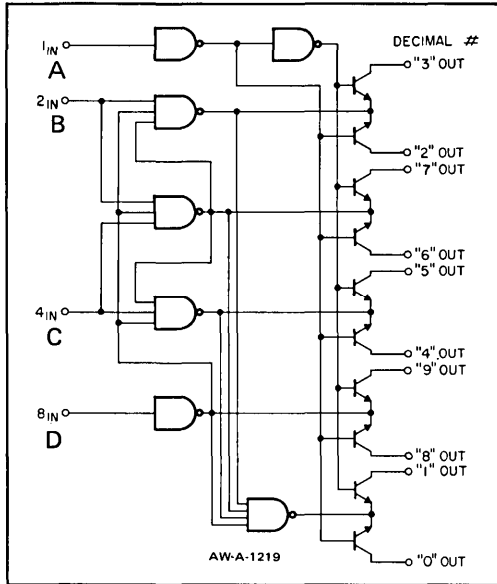 DECIMAL #
1IN
A
"3" OUT
2IN
B
"2" OUT
"7" OUT
"6" OUT
"5" OUT
4IN
C
"4" OUT
"9" OUT
8IN
D
"8" OUT
"1" OUT
AW-A-1219
"0" OUT